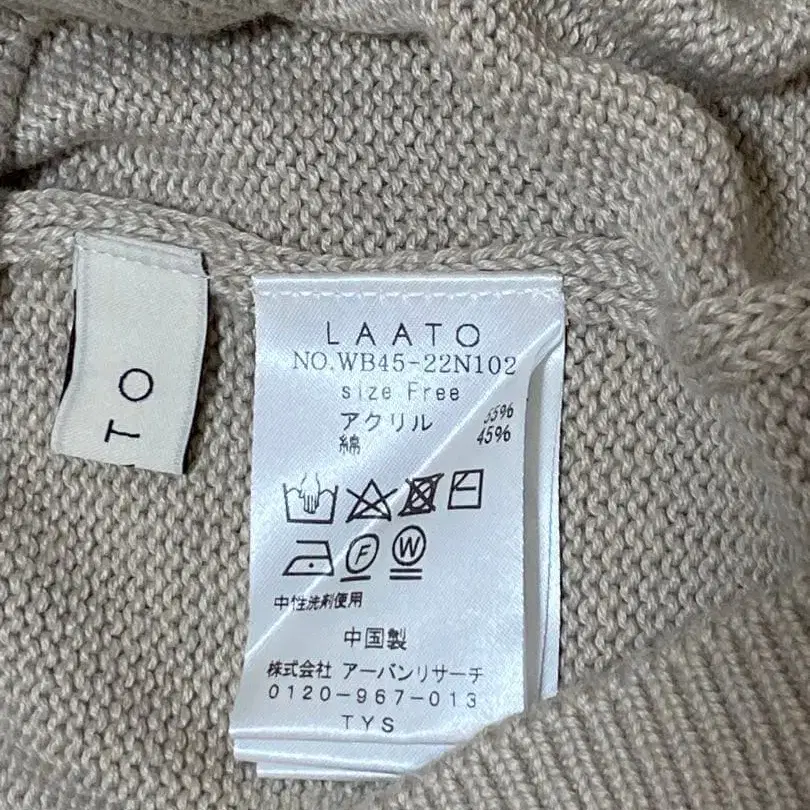 LAATO
NO.WB45-22N102
size Free
アクリル 55%
綿 45%
F W
中性洗剤使用
中国製
株式会社 アーバンリサーチ
0120-967-013
TYS
TO